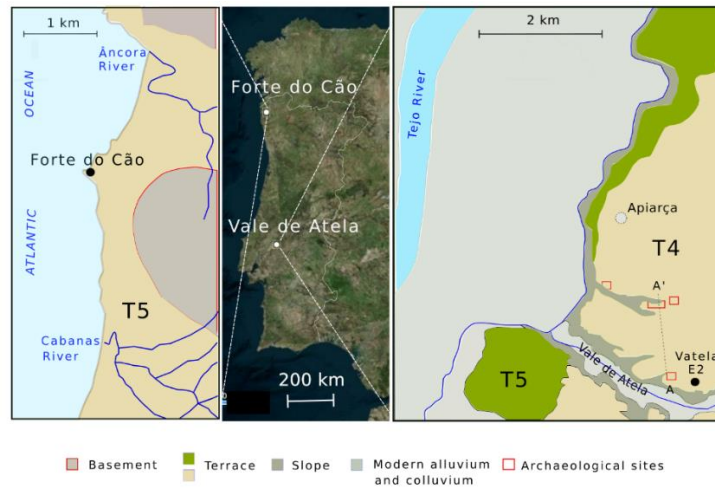 1 km
Âncora
River
OCEAN
Forte do Cão
ATLANTIC
T5
Cabanas
River
Forte do Cão
Vale de Atela
200 km
2 km
Tejo River
Apiarça
T4
A'
T5
Vale de Atela
A
Vatela
E2
Basement
Terrace
Slope
Modern alluvium
and colluvium
Archaeological sites